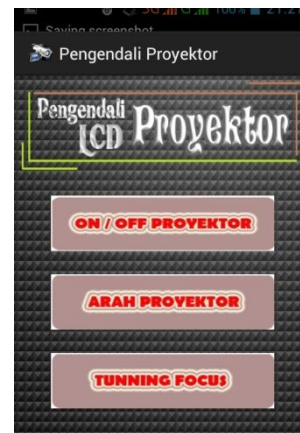 Saving screenshot
Pengendali Proyektor
Pengendali
LCD Proyektor
ON / OFF PROYEKTOR
ARAH PROYEKTOR
TUNNING FOCUS